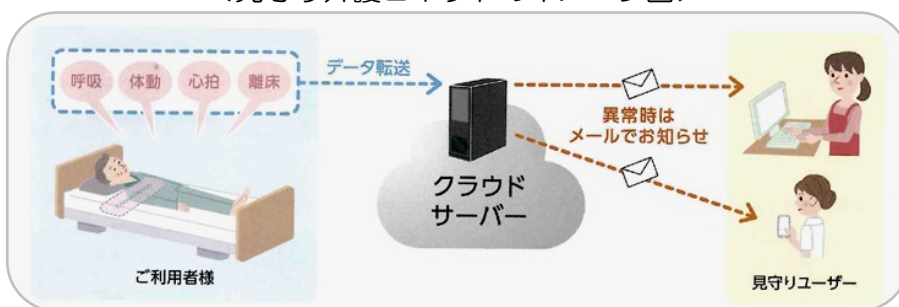 呼吸 体動 心拍 離床
データ転送
異常時は
メールでお知らせ
クラウド
サーバー
ご利用者様
見守りユーザー